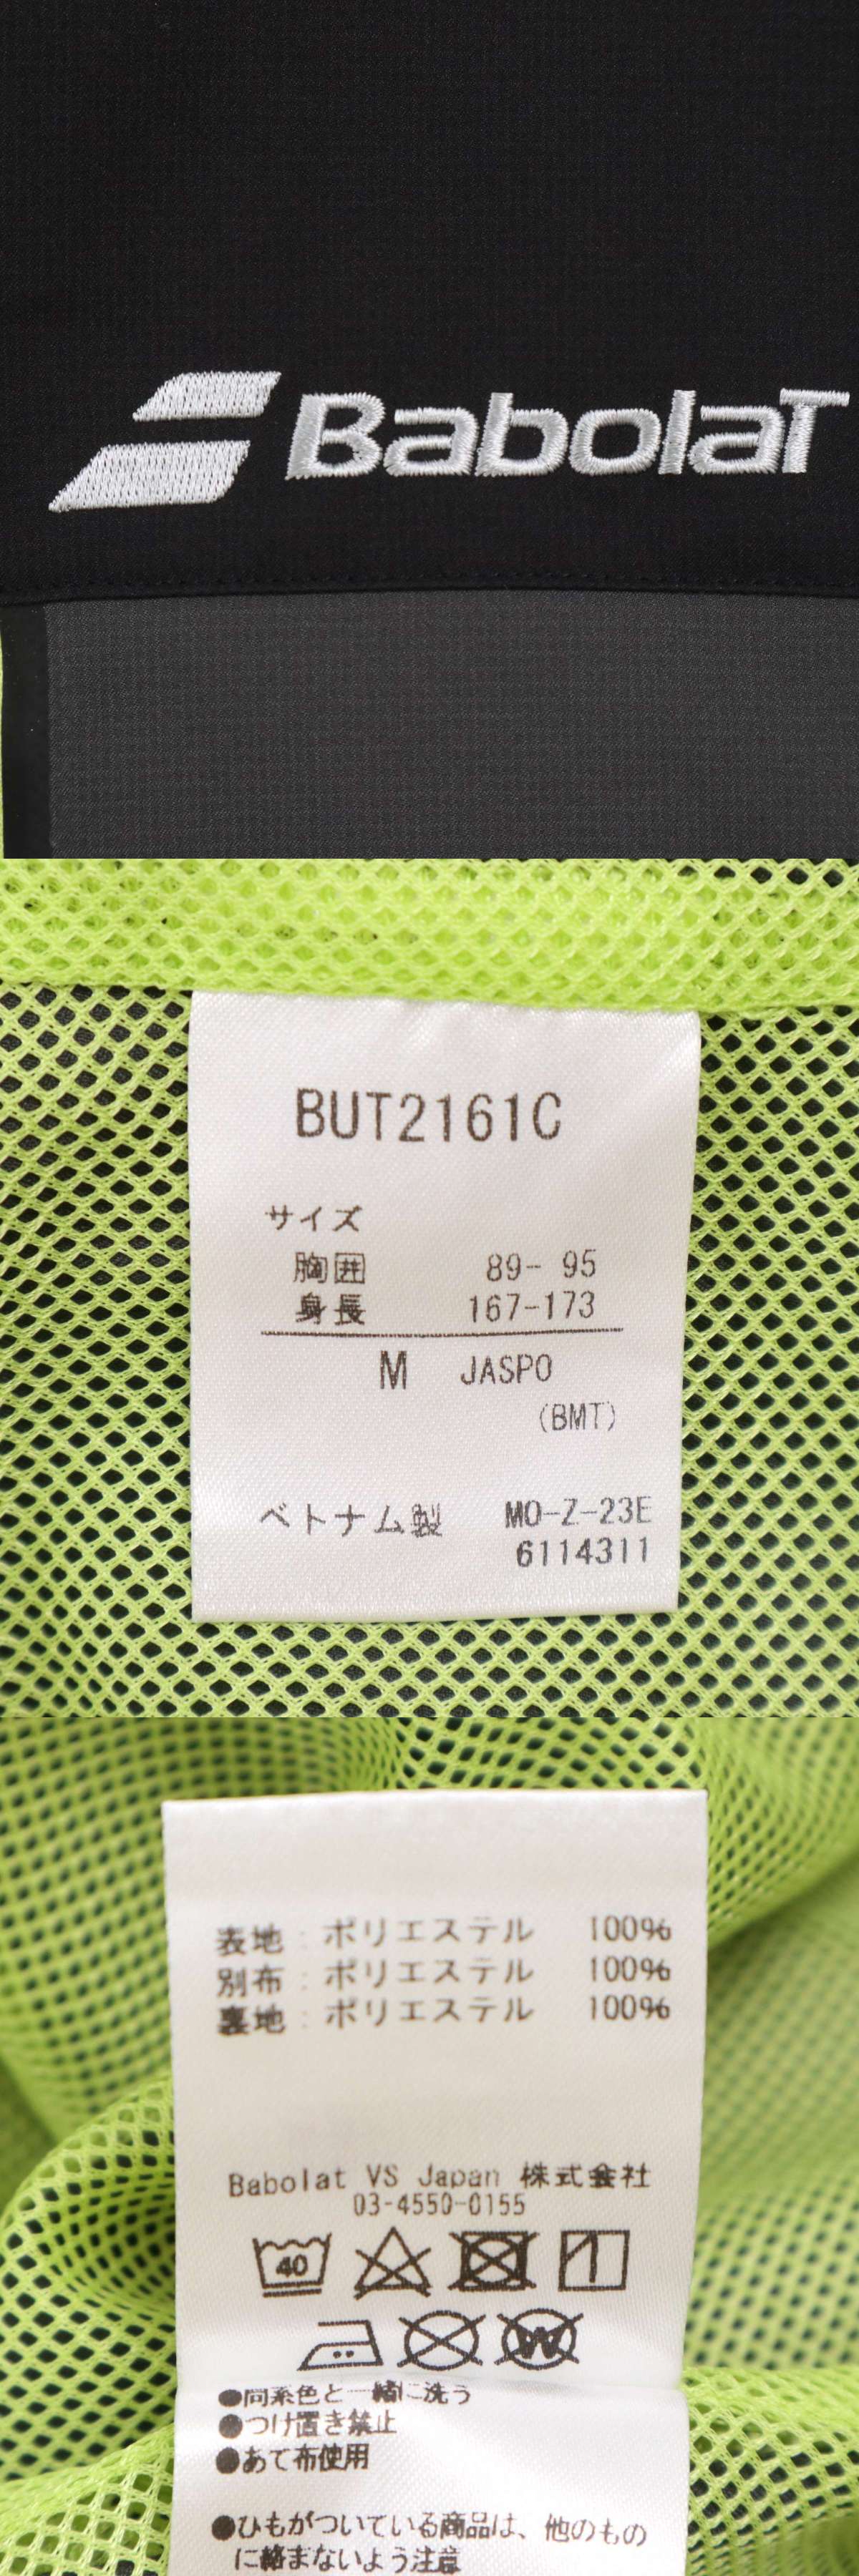 BabolaT
BUT2161C
サイズ
胸囲 89- 95
身長 167-173
M JASPO
(BMT)
ベトナム製 MO-Z-23E
6114311
表地:ポリエステル 100%
別布:ポリエステル 100%
裏地:ポリエステル 100%
Babolat VS Japan 株式会社
03-4550-0155
40
W
●同系色と一緒に洗う
●つけ置き禁止
●あて布使用
●ひもがついている商品は、他のもの
に絡まないよう注意